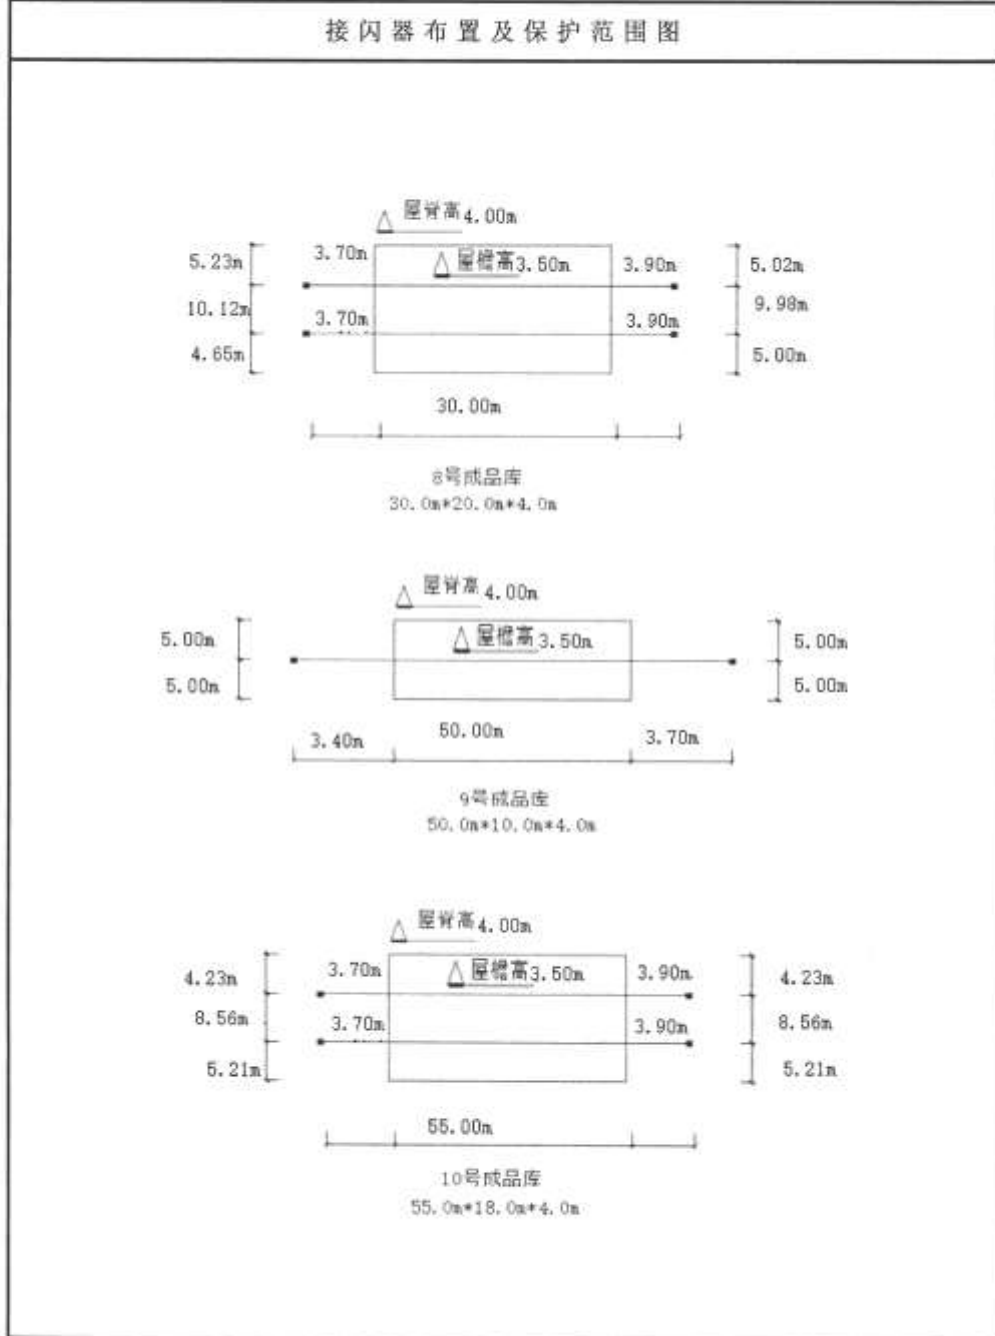 接闪器布置及保护范围图
屋脊高4.00m
5.23m 3.70m 屋檐高3.50m 3.90m 5.02m
10.12m 3.70m 3.90m 9.98m
4.65m 5.00m
30.00m
8号成品库
30.0m*20.0m*4.0m
屋脊高4.00m
5.00m 屋檐高3.50m 5.00m
5.00m 5.00m
3.40m 50.00m 3.70m
9号成品库
50.0m*10.0m*4.0m
屋脊高4.00m
4.23m 3.70m 屋檐高3.50m 3.90m 4.23m
8.56m 3.70m 3.90m 8.56m
5.21m 5.21m
55.00m
10号成品库
55.0m*18.0m*4.0m